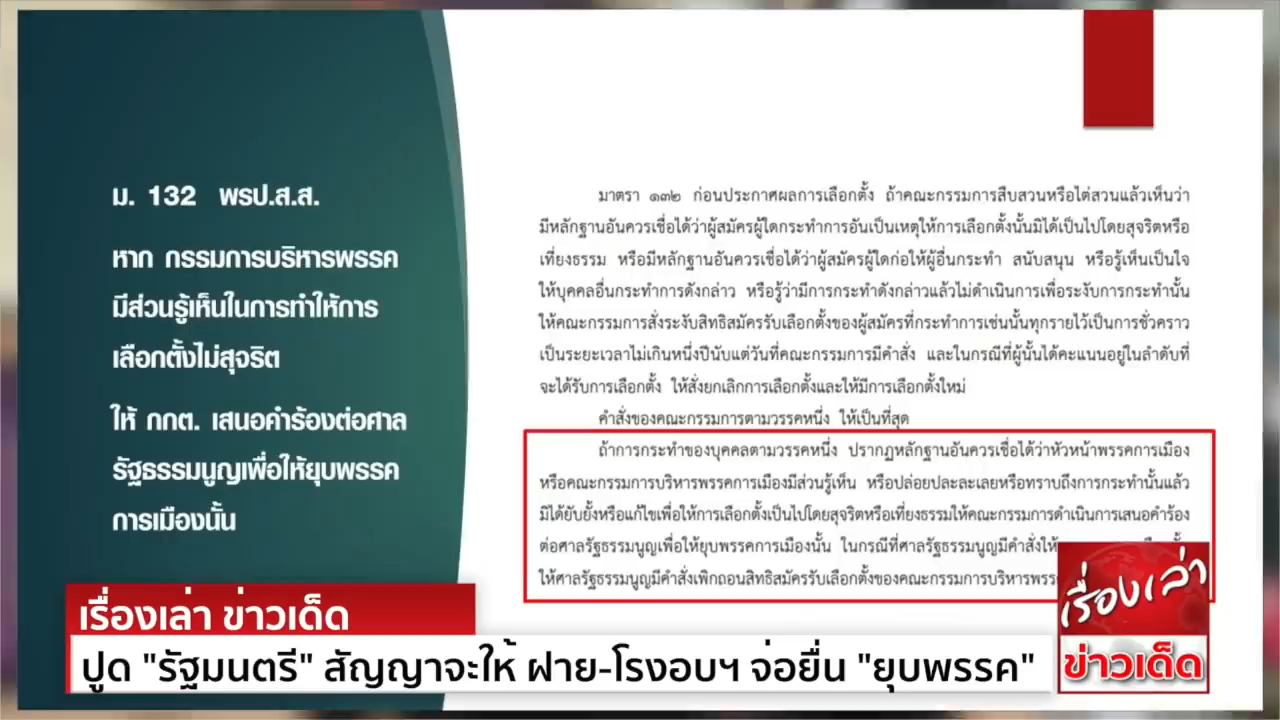 ม. 132 พรป.ส.ส.
หาก กรรมการบริหารพรรค
มีส่วนรู้เห็นในการทำให้การ
เลือกตั้งไม่สุจริต
ให้ กกต. เสนอคำร้องต่อศาล
รัฐธรรมนูญเพื่อให้ยุบพรรค
การเมืองนั้น
มาตรา ๑๓๒ ก่อนประกาศผลการเลือกตั้ง ถ้าคณะกรรมการสืบสวนหรือไต่สวนแล้วเห็นว่า
มีหลักฐานอันควรเชื่อได้ว่าผู้สมัครผู้ใดกระทำการอันเป็นเหตุให้การเลือกตั้งนั้นมิได้เป็นไปโดยสุจริตหรือ
เที่ยงธรรม หรือมีหลักฐานอันควรเชื่อได้ว่าผู้สมัครผู้ใดก่อให้ผู้อื่นกระทำ สนับสนุน หรือรู้เห็นเป็นใจ
ให้บุคคลอื่นกระทำการดังกล่าว หรือรู้ว่ามีการกระทำดังกล่าวแล้วไม่ดำเนินการเพื่อระงับการกระทำนั้น
ให้คณะกรรมการสั่งระงับสิทธิสมัครรับเลือกตั้งของผู้สมัครที่กระทำการเช่นนั้นทุกรายไว้เป็นการชั่วคราว
เป็นระยะเวลาไม่เกินหนึ่งปีนับแต่วันที่คณะกรรมการมีคำสั่ง และในกรณีที่ผู้นั้นได้คะแนนอยู่ในลำดับที่
จะได้รับการเลือกตั้ง ให้สั่งยกเลิกการเลือกตั้งและให้มีการเลือกตั้งใหม่
คำสั่งของคณะกรรมการตามวรรคหนึ่ง ให้เป็นที่สุด
ถ้าการกระทำของบุคคลตามวรรคหนึ่ง ปรากฏหลักฐานอันควรเชื่อได้ว่าหัวหน้าพรรคการเมือง
หรือคณะกรรมการบริหารพรรคการเมืองมีส่วนรู้เห็น หรือปล่อยปละละเลยหรือทราบถึงการกระทำนั้นแล้ว
มิได้ยับยั้งหรือแก้ไขเพื่อให้การเลือกตั้งเป็นไปโดยสุจริตหรือเที่ยงธรรมให้คณะกรรมการดำเนินการเสนอคำร้อง
ต่อศาลรัฐธรรมนูญเพื่อให้ยุบพรรคการเมืองนั้น ในกรณีที่ศาลรัฐธรรมนูญมีคำสั่งให้
ให้ศาลรัฐธรรมนูญมีคำสั่งเพิกถอนสิทธิสมัครรับเลือกตั้งของคณะกรรมการบริหารพรรค
เรื่องเล่า ข่าวเด็ด
ปูด "รัฐมนตรี" สัญญาจะให้ ฝาย-โรงอบฯ จ่อยื่น "ยุบพรรค"
เรื่องเล่า
ข่าวเด็ด